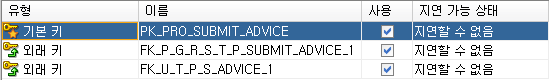 유형 이름 사용 지연 가능 상태
기본 키 PK_PRO_SUBMIT_ADVICE 지연할 수 없음
외래 키 FK_P_G_R_S_T_P_SUBMIT_ADVICE_1 지연할 수 없음
외래 키 FK_U_T_P_S_ADVICE_1 지연할 수 없음